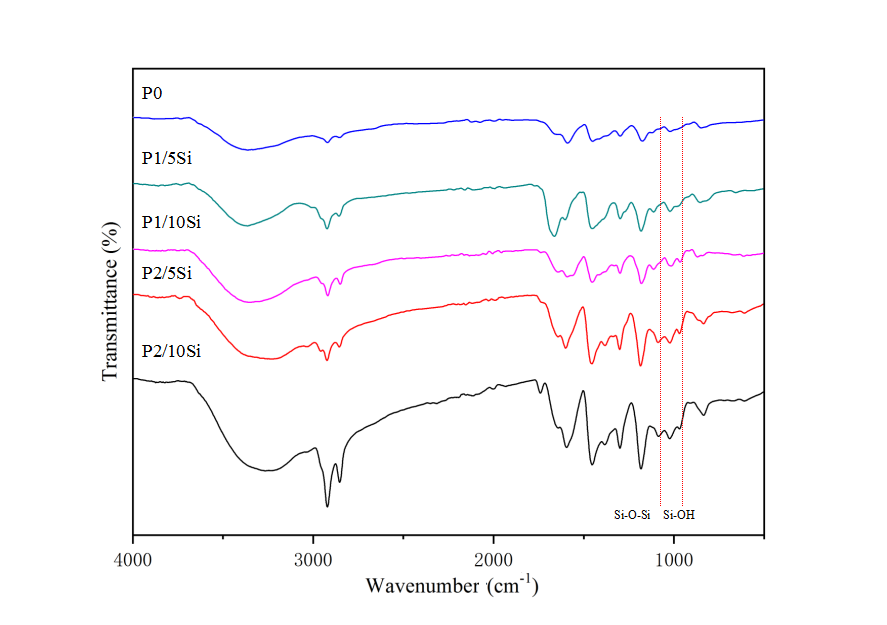 P0
P1/5Si
P1/10Si
P2/5Si
P2/10Si
Transmittance (%)
Si-O-Si Si-OH
4000 3000 2000 1000
Wavenumber (cm⁻¹)